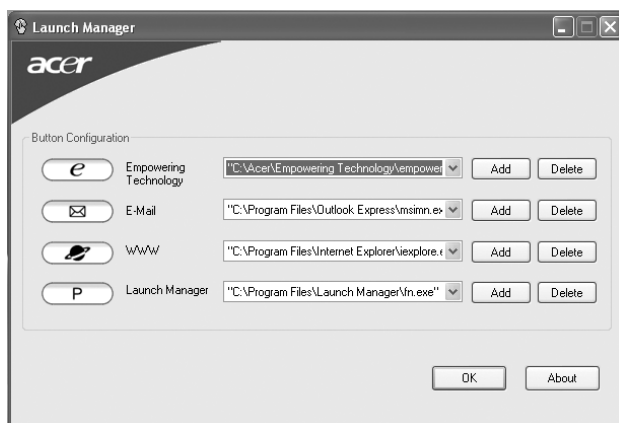 Launch Manager
acer
Button Configuration
e Empowering Technology "C:\Acer\Empowering Technology\empower Add Delete
E-Mail "C:\Program Files\Outlook Express\msimn.ex Add Delete
WWW "C:\Program Files\Internet Explorer\iexplore.e Add Delete
P Launch Manager "C:\Program Files\Launch Manager\fn.exe" Add Delete
OK About